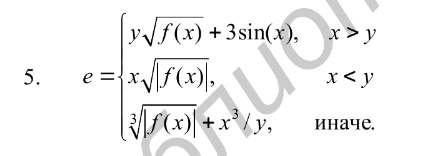 y√f(x) + 3sin(x), x > y
5. e = { x√|f(x)|, x < y
∛|f(x)| + x³/y, иначе.